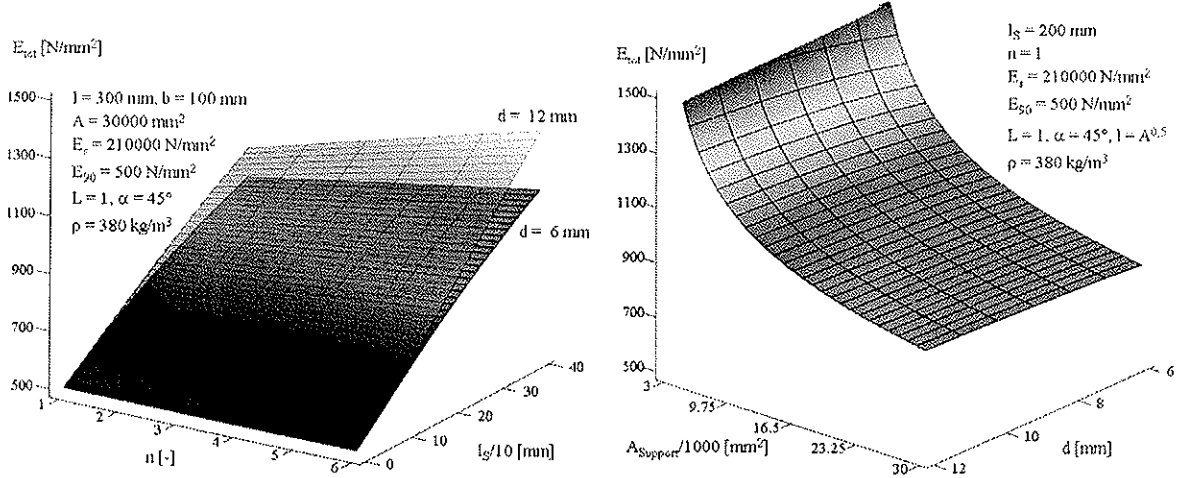 E_tot [N/mm²]
1500
1300
1100
900
700
500
l = 300 mm, b = 100 mm
A = 30000 mm²
E_s = 210000 N/mm²
E_90 = 500 N/mm²
L = 1, α = 45°
ρ = 380 kg/m³
d = 12 mm
d = 6 mm
1
2
3
4
5
6
n [-]
0
10
20
30
40
l_S/10 [mm]
E_tot [N/mm²]
1500
1300
1100
900
700
500
l_S = 200 mm
n = 1
E_s = 210000 N/mm²
E_90 = 500 N/mm²
L = 1, α = 45°, l = A^0,5
ρ = 380 kg/m³
3
9.75
16.5
23.25
30
A_Support/1000 [mm²]
12
10
8
6
d [mm]